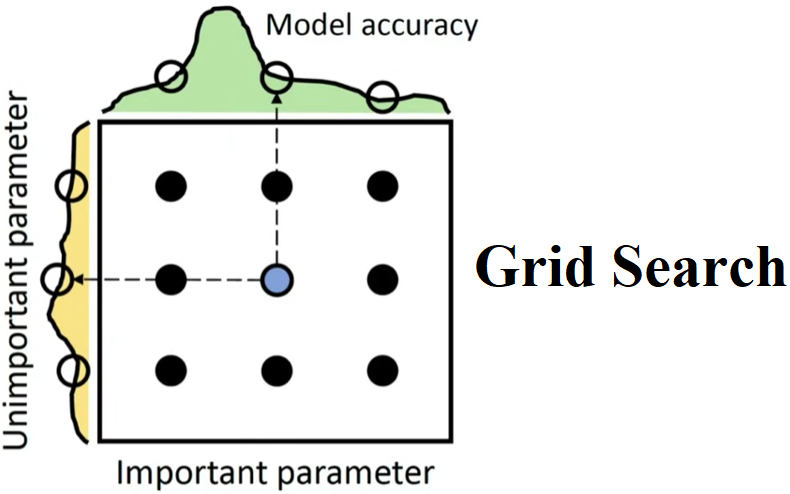 Model accuracy
Unimportant parameter
Grid Search
Important parameter